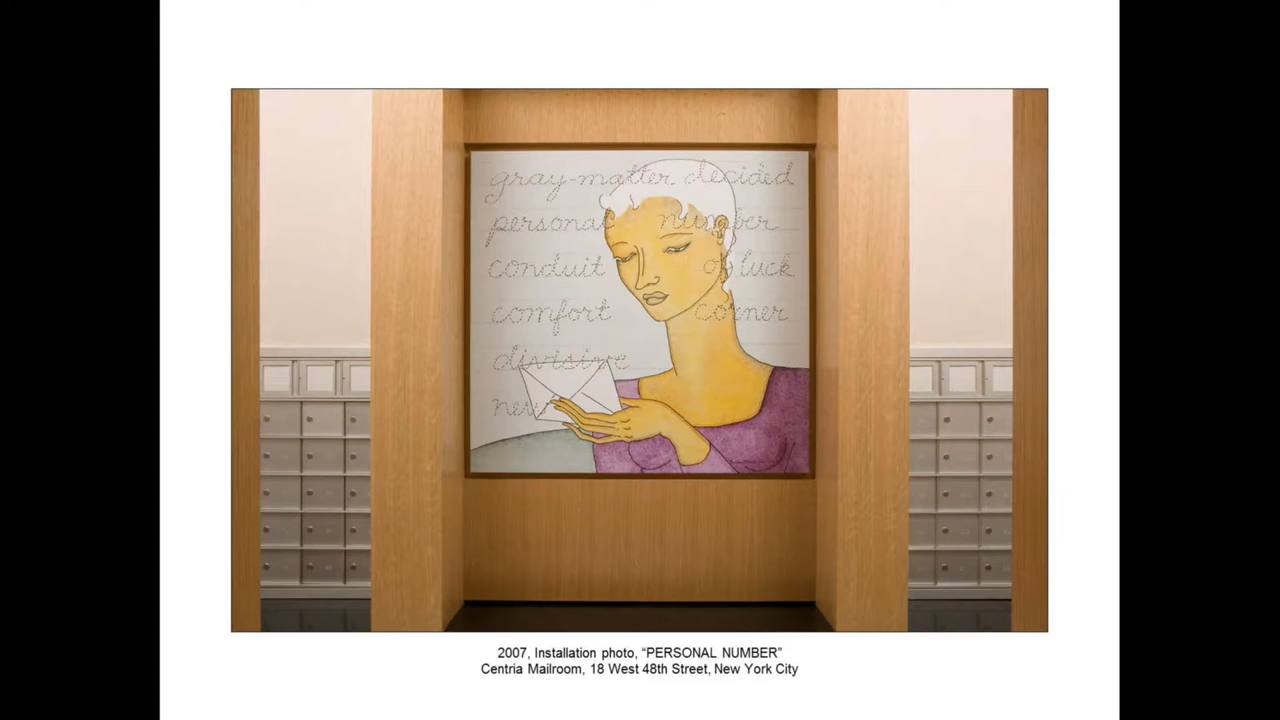 gray-matter decided
personal number
conduit of luck
comfort corner
divisive
new
2007, Installation photo, “PERSONAL NUMBER”
Centria Mailroom, 18 West 48th Street, New York City